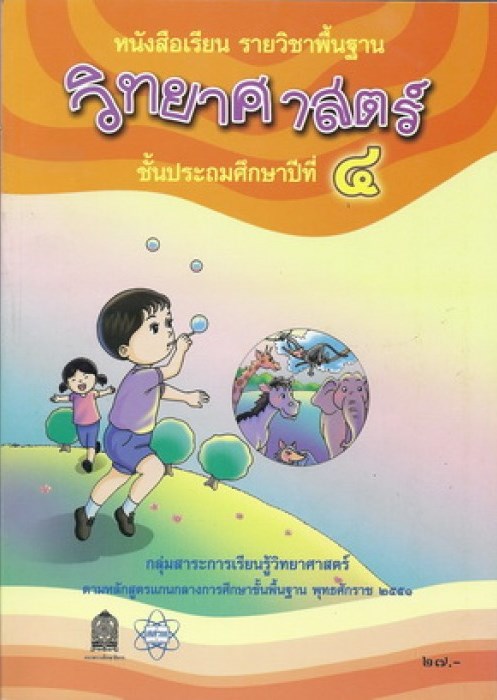 หนังสือเรียน รายวิชาพื้นฐาน
วิทยาศาสตร์
ชั้นประถมศึกษาปีที่ ๔
กลุ่มสาระการเรียนรู้วิทยาศาสตร์
ตามหลักสูตรแกนกลางการศึกษาขั้นพื้นฐาน พุทธศักราช ๒๕๕๑
สสวท
๒๗.-